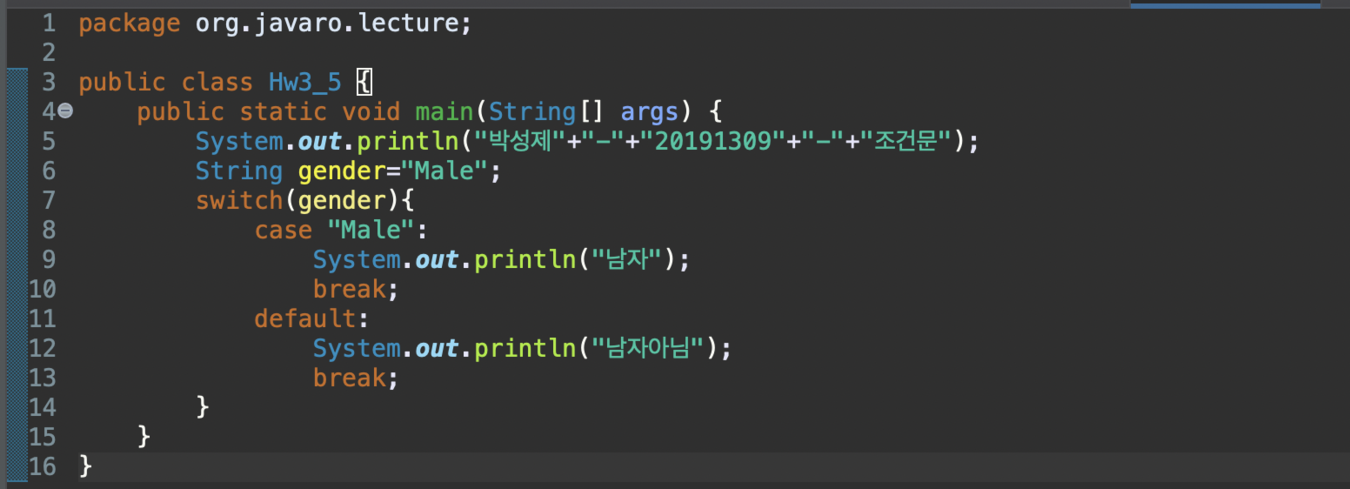 1 package org.javaro.lecture;
2
3 public class Hw3_5 {
4     public static void main(String[] args) {
5         System.out.println("박성제"+"-"+"20191309"+"-"+"조건문");
6         String gender="Male";
7         switch(gender){
8             case "Male":
9                 System.out.println("남자");
10                 break;
11             default:
12                 System.out.println("남자아님");
13                 break;
14         }
15     }
16 }